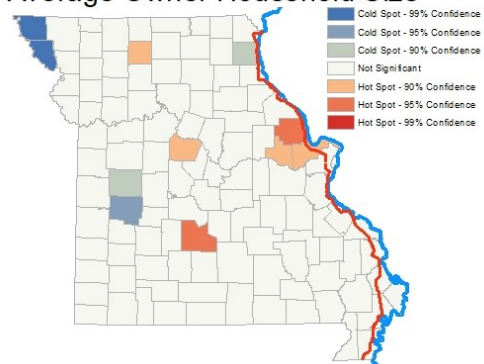 Average Owner Household Size
Cold Spot - 99% Confidence
Cold Spot - 95% Confidence
Cold Spot - 90% Confidence
Not Significant
Hot Spot - 90% Confidence
Hot Spot - 95% Confidence
Hot Spot - 99% Confidence